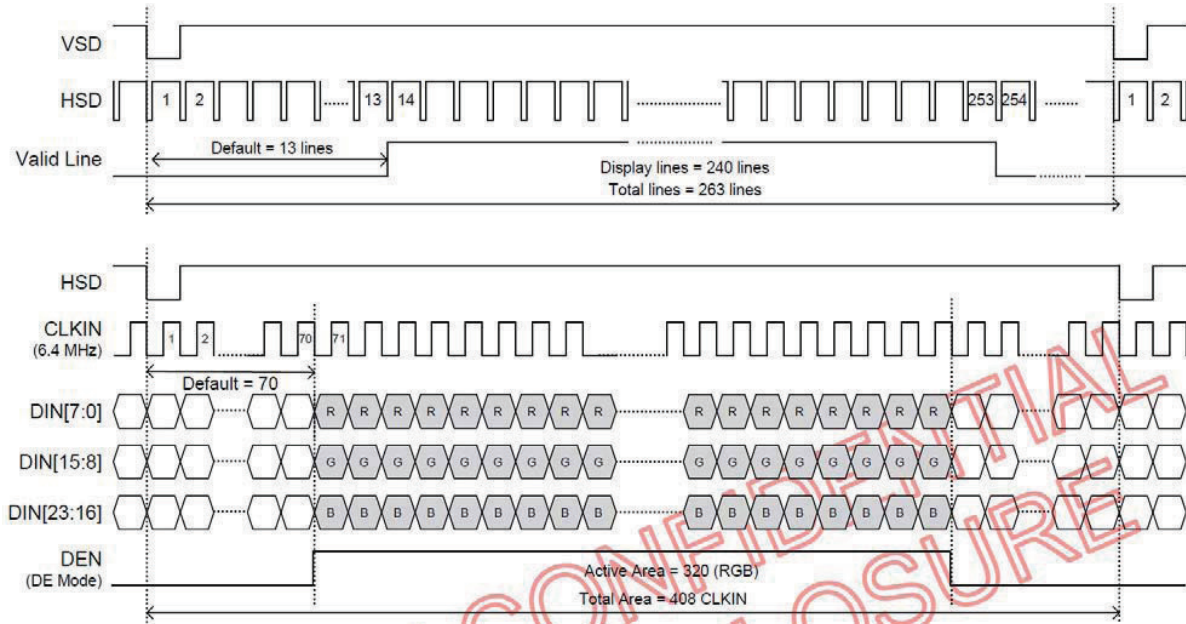 VSD
HSD 1 2 ...... 13 14 ...................... 253 254 ...... 1 2
Valid Line
Default = 13 lines
Display lines = 240 lines
Total lines = 263 lines
HSD
CLKIN
(6.4 MHz)
1 2 70 71
Default = 70
DIN[7:0] R R R R R R R R R R R R R R R R R
DIN[15:8] G G G G G G G G G G G G G G G G G
DIN[23:16] B B B B B B B B B B B B B B B B B
DEN
(DE Mode)
Active Area = 320 (RGB)
Total Area = 408 CLKIN
CONFIDENTIAL
LOSURE